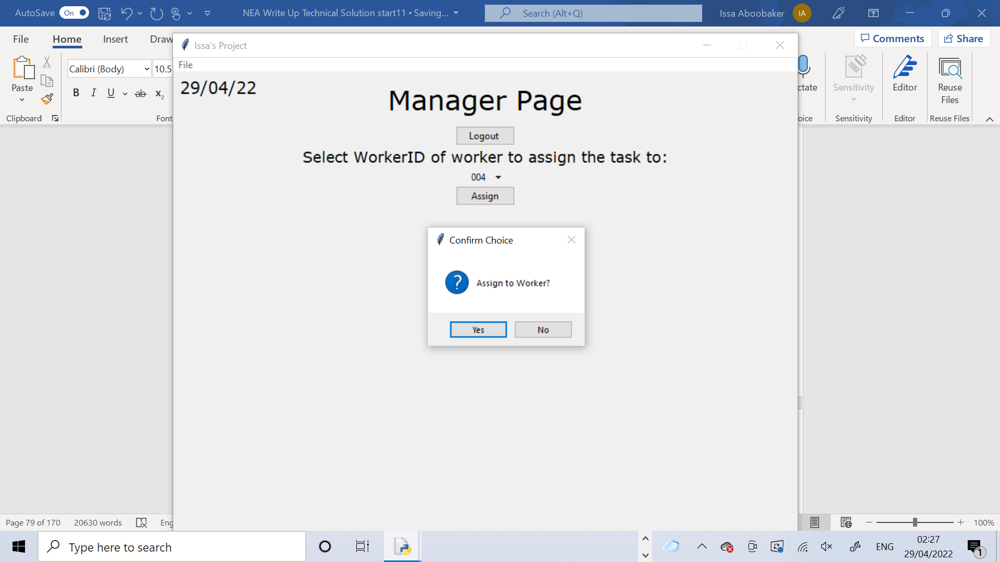 AutoSave On
NEA Write Up Technical Solution start11 • Saving...
Search (Alt+Q)
Issa Aboobaker IA
File Home Insert Draw
Comments Share
Issa's Project
File
Paste
Calibri (Body) 10.5
B I U ab x2
Clipboard Font
ctate
oice
Sensitivity
Sensitivity
Editor
Editor
Reuse
Files
Reuse Files
29/04/22
Manager Page
Logout
Select WorkerID of worker to assign the task to:
004
Assign
Confirm Choice
? Assign to Worker?
Yes No
Page 79 of 170 20630 words Eng
100%
Type here to search
ENG
02:27
29/04/2022
1